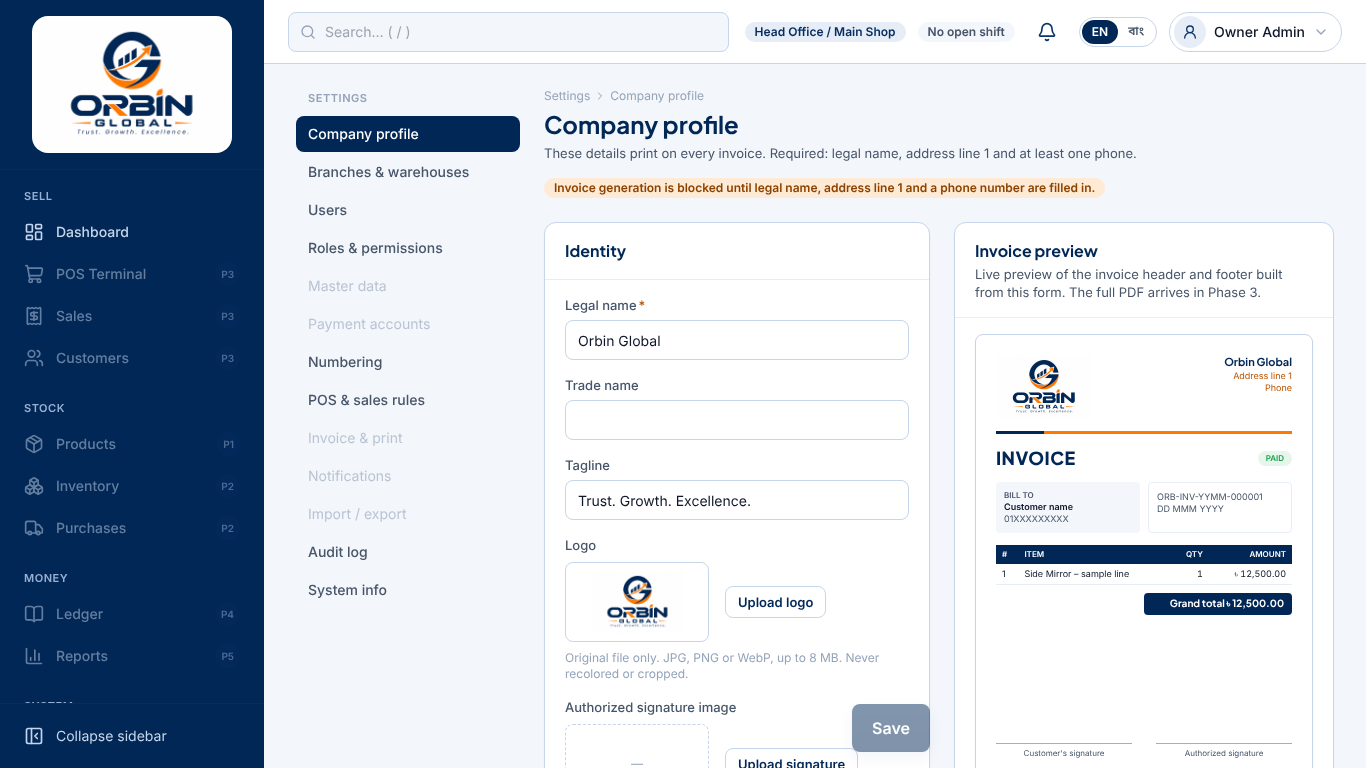 ORBIN
GLOBAL
Trust. Growth. Excellence.
SELL
Dashboard
POS Terminal P3
Sales P3
Customers P3
STOCK
Products P1
Inventory P2
Purchases P2
MONEY
Ledger P4
Reports P5
Collapse sidebar
Search… ( / )
Head Office / Main Shop
No open shift
EN
বাং
Owner Admin
SETTINGS
Company profile
Branches & warehouses
Users
Roles & permissions
Master data
Payment accounts
Numbering
POS & sales rules
Invoice & print
Notifications
Import / export
Audit log
System info
Settings > Company profile
Company profile
These details print on every invoice. Required: legal name, address line 1 and at least one phone.
Invoice generation is blocked until legal name, address line 1 and a phone number are filled in.
Identity
Legal name *
Orbin Global
Trade name
Tagline
Trust. Growth. Excellence.
Logo
ORBIN
GLOBAL
Upload logo
Original file only. JPG, PNG or WebP, up to 8 MB. Never
recolored or cropped.
Authorized signature image
—
Upload signature
Save
Invoice preview
Live preview of the invoice header and footer built
from this form. The full PDF arrives in Phase 3.
ORBIN
GLOBAL
Trust. Growth. Excellence.
Orbin Global
Address line 1
Phone
INVOICE
PAID
BILL TO
Customer name
01XXXXXXXXX
ORB-INV-YYMM-000001
DD MMM YYYY
# ITEM QTY AMOUNT
1 Side Mirror – sample line 1 ৳ 12,500.00
Grand total ৳ 12,500.00
Customer's signature
Authorized signature